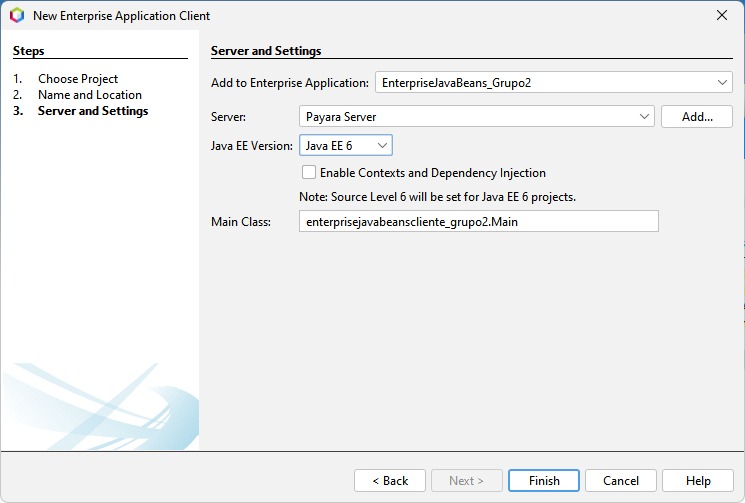 New Enterprise Application Client
Steps
1. Choose Project
2. Name and Location
3. Server and Settings
Server and Settings
Add to Enterprise Application: EnterpriseJavaBeans_Grupo2
Server: Payara Server Add...
Java EE Version: Java EE 6
Enable Contexts and Dependency Injection
Note: Source Level 6 will be set for Java EE 6 projects.
Main Class: enterprisejavabeanscliente_grupo2.Main
< Back Next > Finish Cancel Help